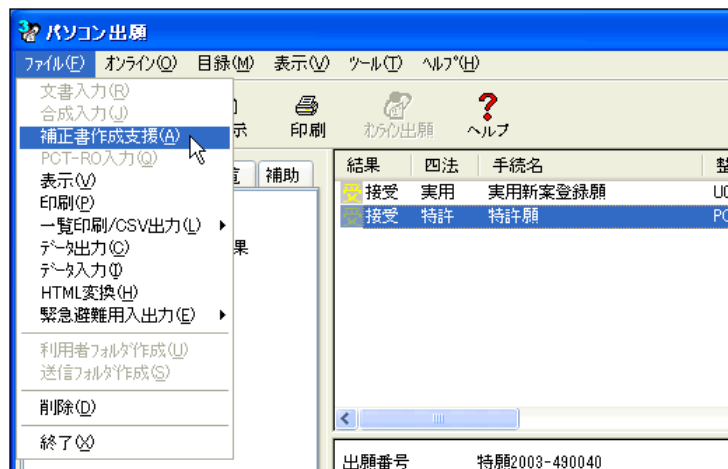 パソコン出願
ファイル(F) オンライン(O) 目録(M) 表示(V) ツール(T) ヘルプ(H)
文書入力(R)
合成入力(J)
補正書作成支援(A)
PCT-RO入力(Q)
表示(V)
印刷(P)
一覧印刷/CSV出力(L)
データ出力(C)
データ入力(I)
HTML変換(H)
緊急避難用入出力(E)
利用者フォルダ作成(U)
送信フォルダ作成(S)
削除(D)
終了(X)
示 印刷 オンライン出願 ヘルプ
補助
果
結果 四法 手続名 整
受 接受 実用 実用新案登録願 UC
受 接受 特許 特許願 PC
出願番号 特願2003-490040